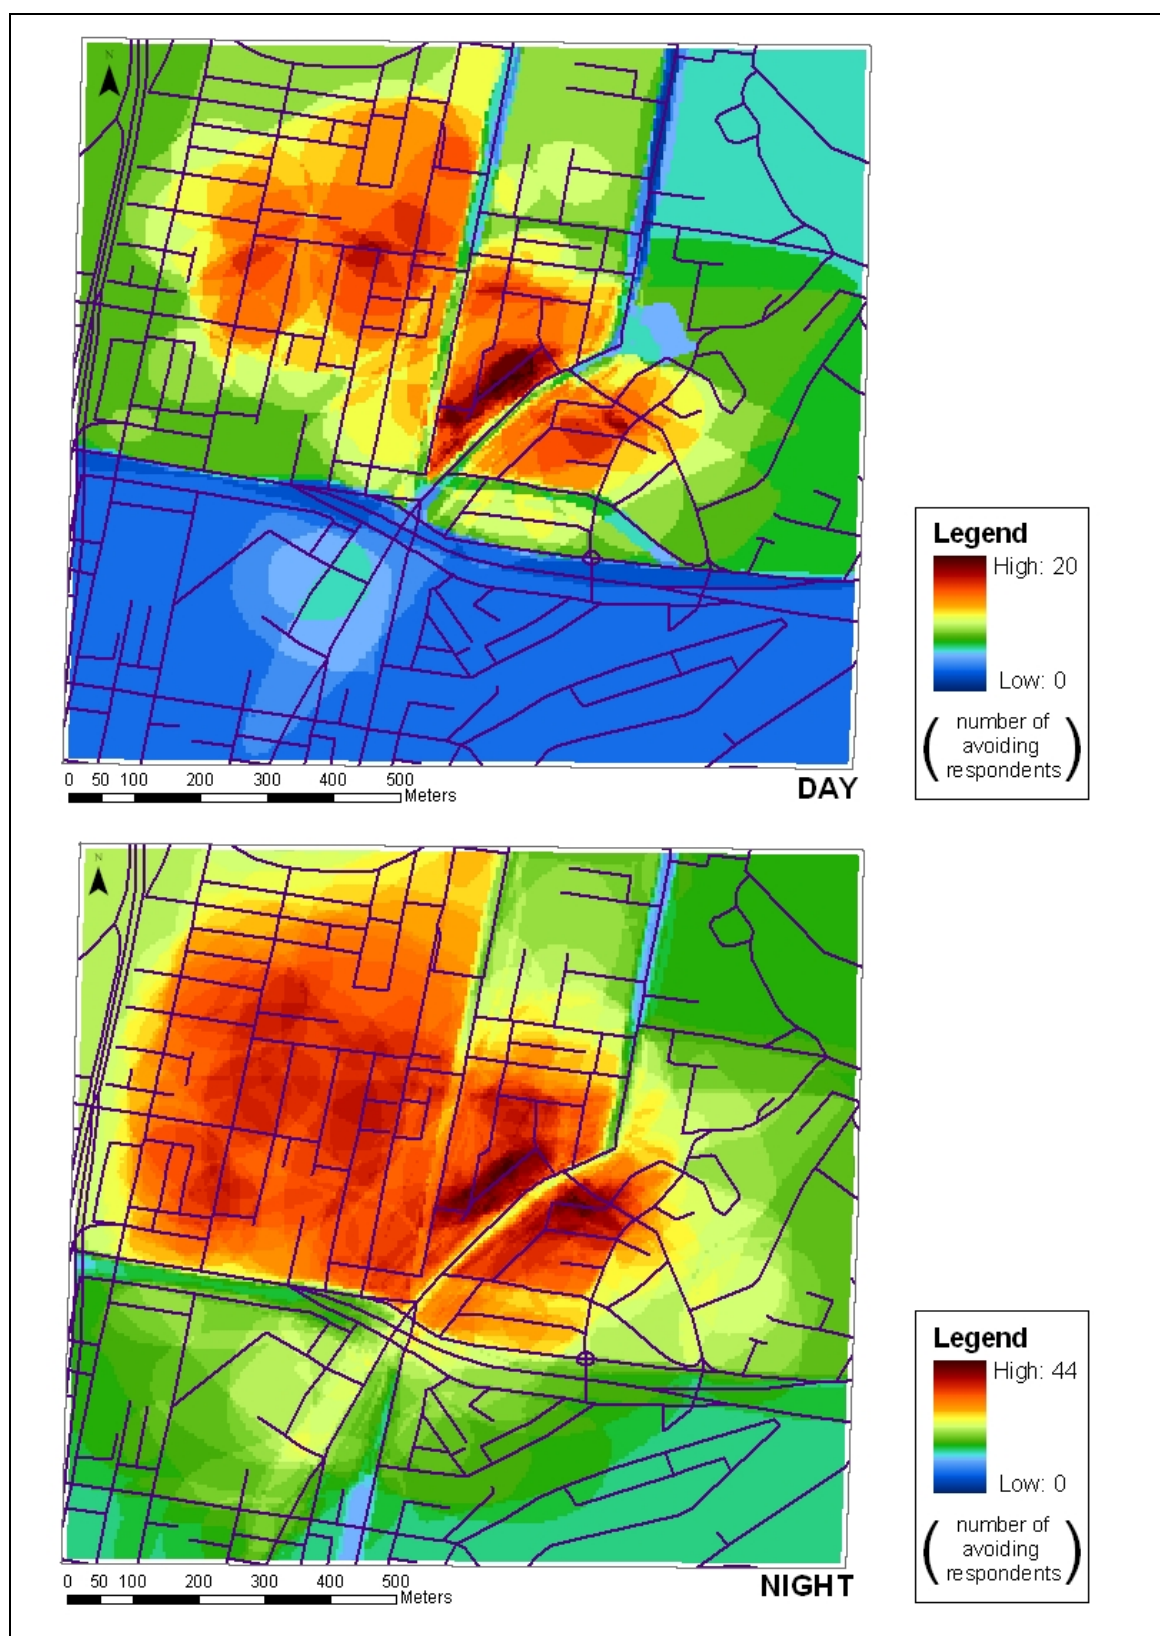 N
Legend
High: 20
Low: 0
( number of
avoiding
respondents )
0 50 100 200 300 400 500
Meters
DAY
N
Legend
High: 44
Low: 0
( number of
avoiding
respondents )
0 50 100 200 300 400 500
Meters
NIGHT